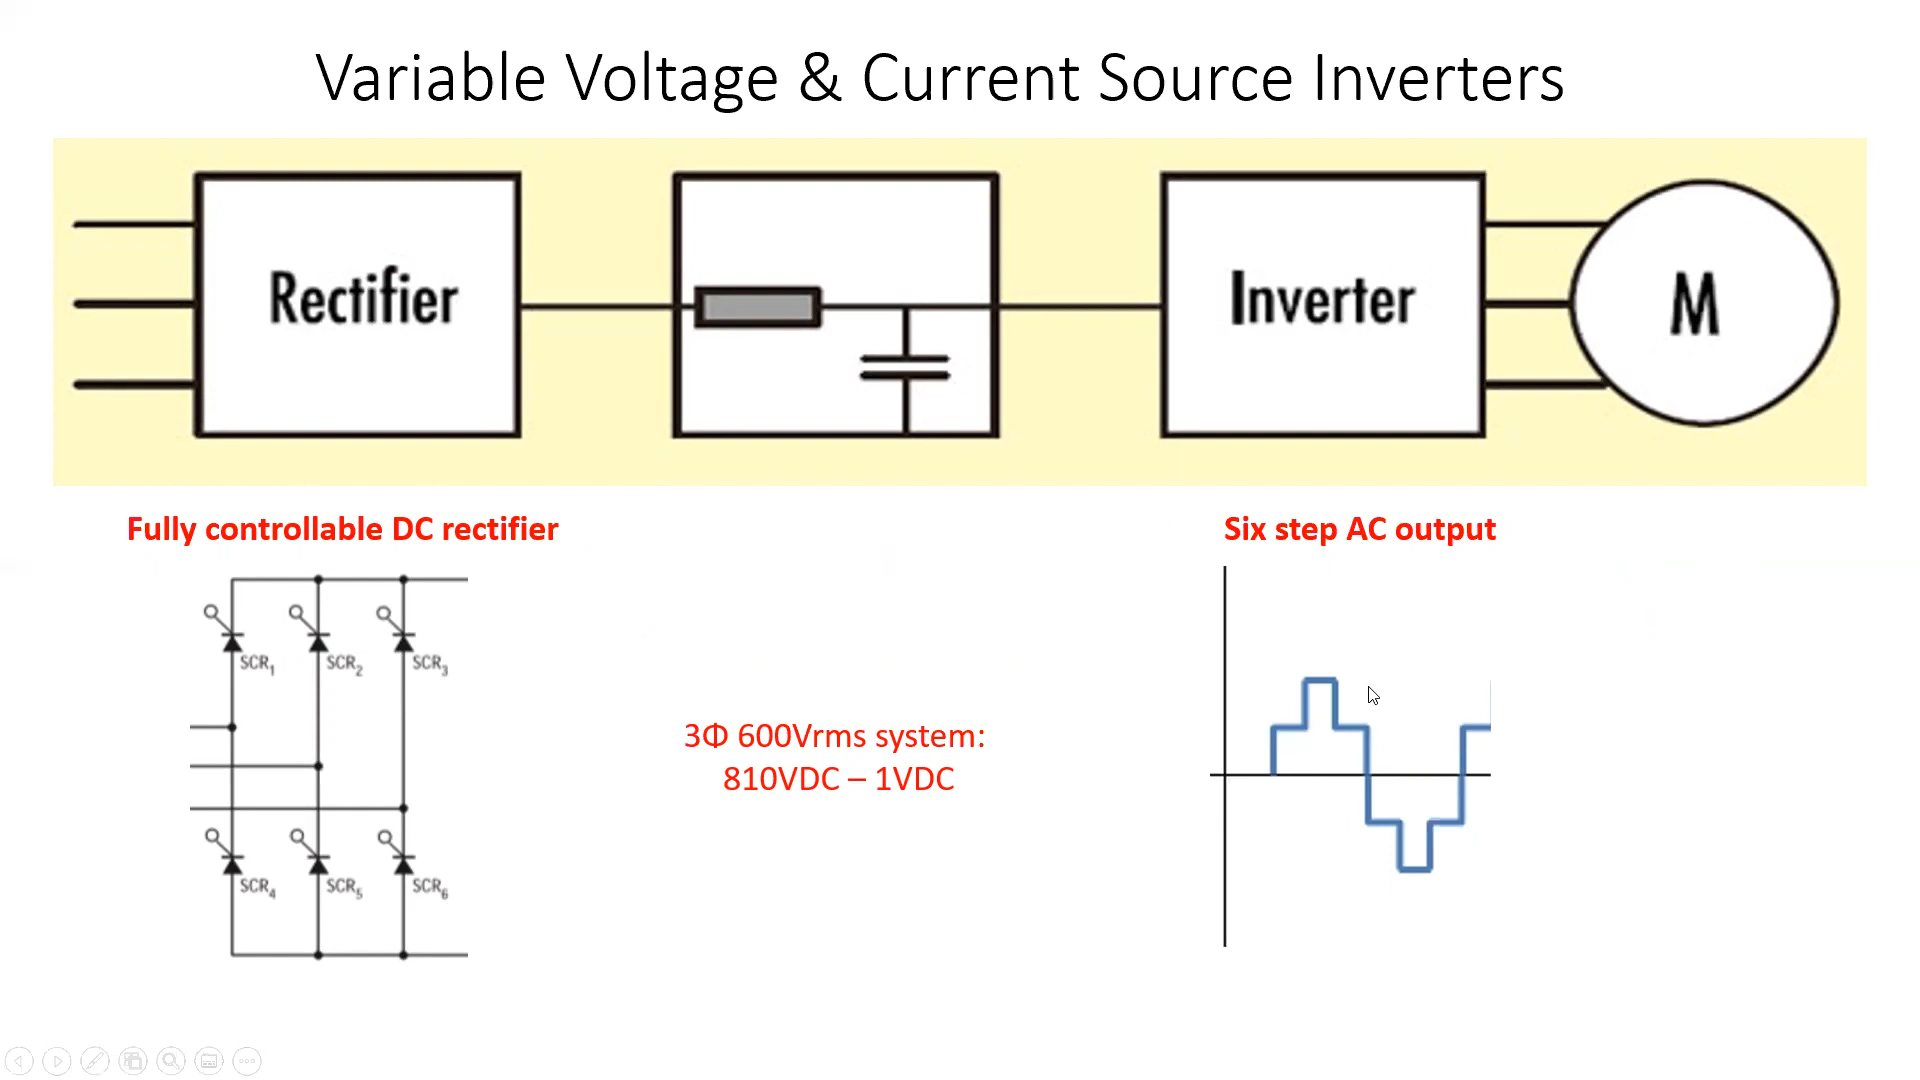 Variable Voltage & Current Source Inverters
Rectifier
Inverter
M
Fully controllable DC rectifier
Six step AC output
SCR₁
SCR₂
SCR₃
3Φ 600Vrms system:
810VDC – 1VDC
SCR₄
SCR₅
SCR₆